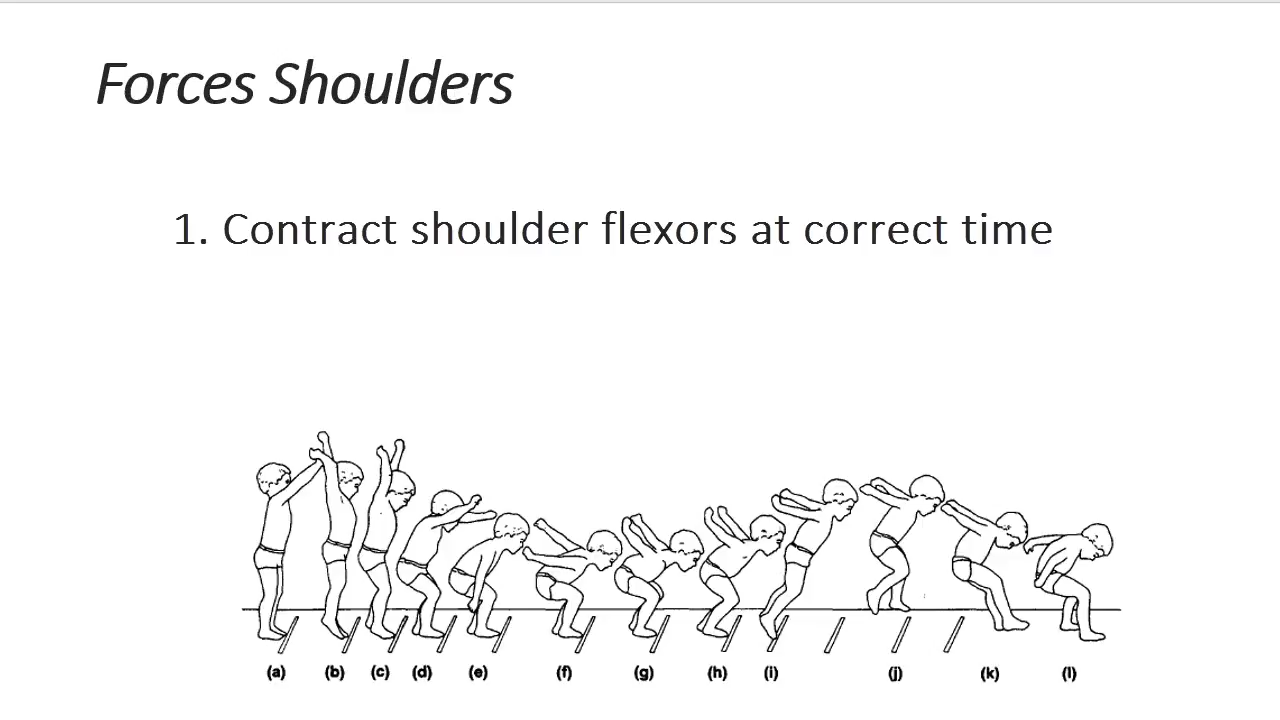 Forces Shoulders
1. Contract shoulder flexors at correct time
(a) (b) (c) (d) (e) (f) (g) (h) (i) (j) (k) (l)